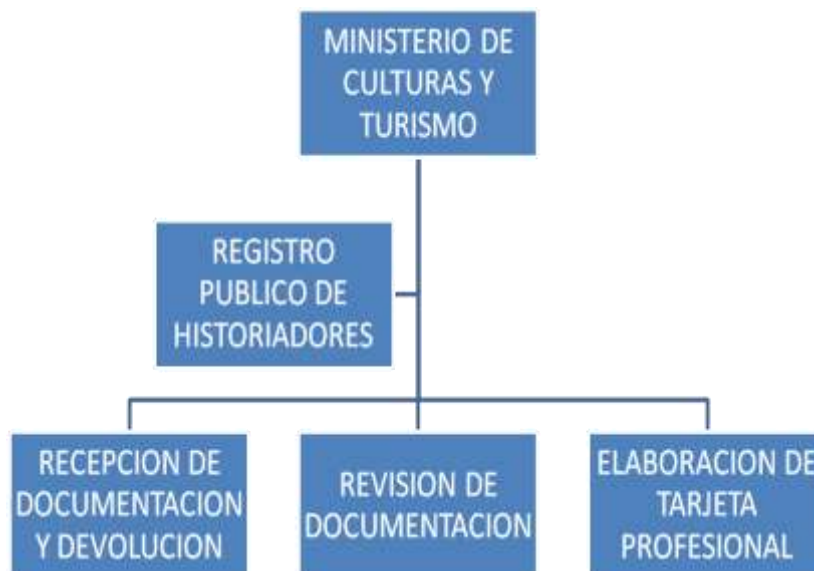 MINISTERIO DE
CULTURAS Y
TURISMO
REGISTRO
PUBLICO DE
HISTORIADORES
RECEPCION DE
DOCUMENTACION
Y DEVOLUCION
REVISION DE
DOCUMENTACION
ELABORACION DE
TARJETA
PROFESIONAL